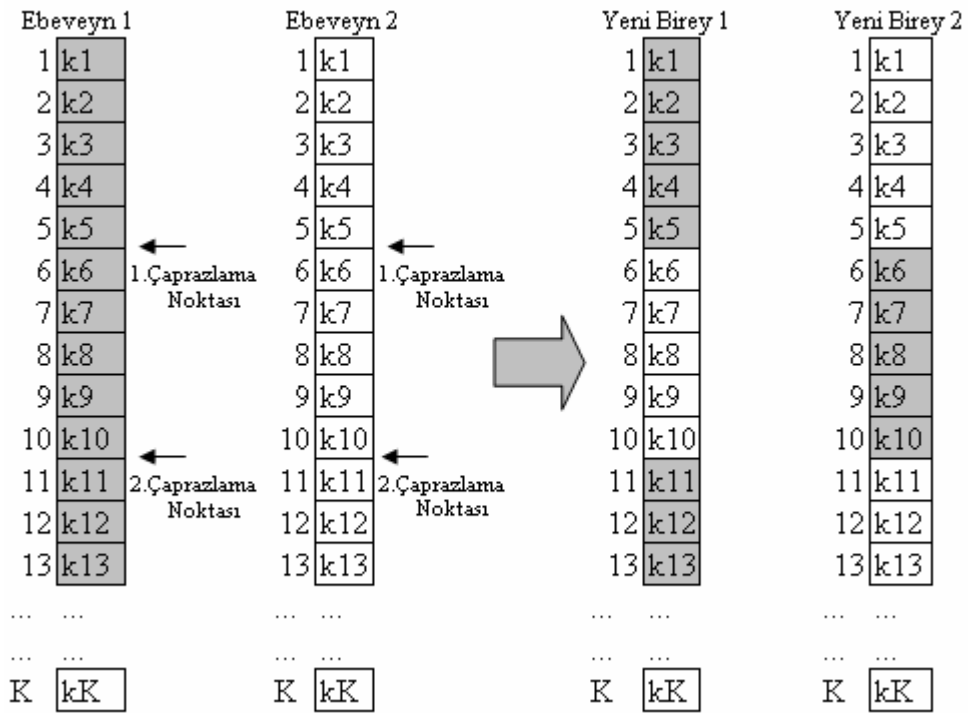 Ebeveyn 1 Ebeveyn 2 Yeni Birey 1 Yeni Birey 2
1 k1 1 k1 1 k1 1 k1
2 k2 2 k2 2 k2 2 k2
3 k3 3 k3 3 k3 3 k3
4 k4 4 k4 4 k4 4 k4
5 k5 5 k5 5 k5 5 k5
6 k6 1.Çaprazlama 6 k6 1.Çaprazlama 6 k6 6 k6
Noktası Noktası
7 k7 7 k7 7 k7 7 k7
8 k8 8 k8 8 k8 8 k8
9 k9 9 k9 9 k9 9 k9
10 k10 10 k10 10 k10 10 k10
11 k11 2.Çaprazlama 11 k11 2.Çaprazlama 11 k11 11 k11
Noktası Noktası
12 k12 12 k12 12 k12 12 k12
13 k13 13 k13 13 k13 13 k13
... ... ... ... ... ... ... ...
... ... ... ... ... ... ... ...
K kK K kK K kK K kK